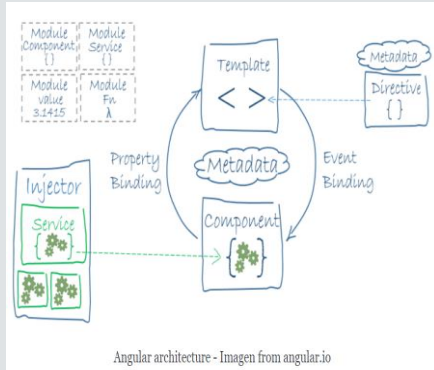 Module
Component
{ }
Module
Service
{ }
Module
value
3.1415
Module
Fn
λ
Template
< >
Metadata
Directive
{ }
Property
Binding
Metadata
Event
Binding
Injector
Service
{ }
Component
{ }
Angular architecture - Imagen from angular.io